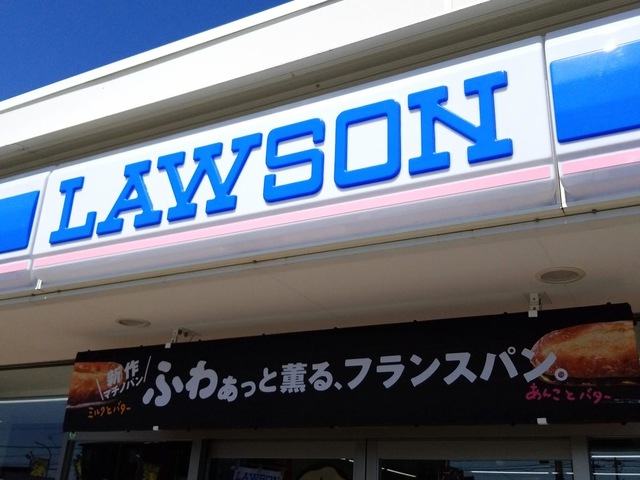 LAWSON
新作
マチノパン
ふわぁっと薫る、フランスパン。
ミルクとバター
あんことバター
LAWSON